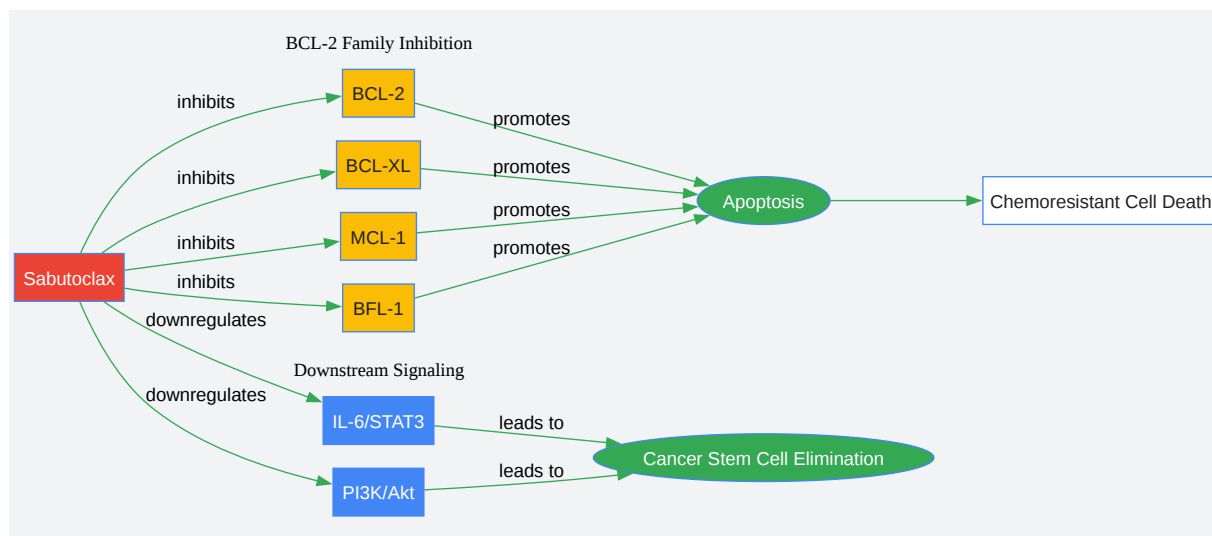 BCL-2 Family Inhibition
inhibits
BCL-2
promotes
inhibits
BCL-XL
promotes
Apoptosis
Chemoresistant Cell Death
inhibits
MCL-1
promotes
Sabutoclax
inhibits
BFL-1
promotes
downregulates
Downstream Signaling
downregulates
IL-6/STAT3
leads to
Cancer Stem Cell Elimination
PI3K/Akt
leads to